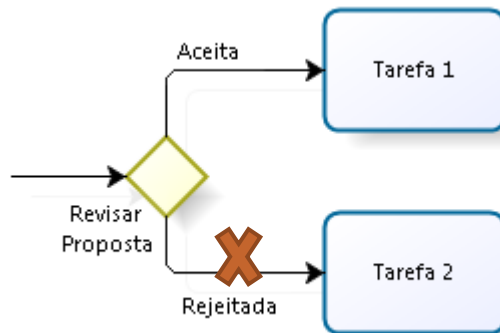 Aceita
Tarefa 1
Revisar
Proposta
Tarefa 2
Rejeitada